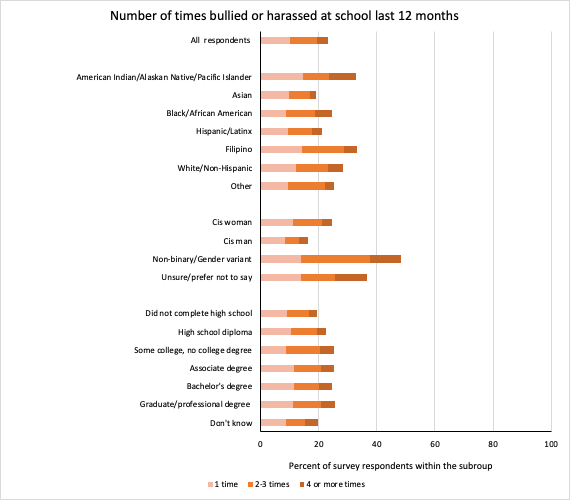 Number of times bullied or harassed at school last 12 months
All respondents
American Indian/Alaskan Native/Pacific Islander
Asian
Black/African American
Hispanic/Latinx
Filipino
White/Non-Hispanic
Other
Cis woman
Cis man
Non-binary/Gender variant
Unsure/prefer not to say
Did not complete high school
High school diploma
Some college, no college degree
Associate degree
Bachelor's degree
Graduate/professional degree
Don't know
0 20 40 60 80 100
Percent of survey respondents within the subroup
1 time 2-3 times 4 or more times